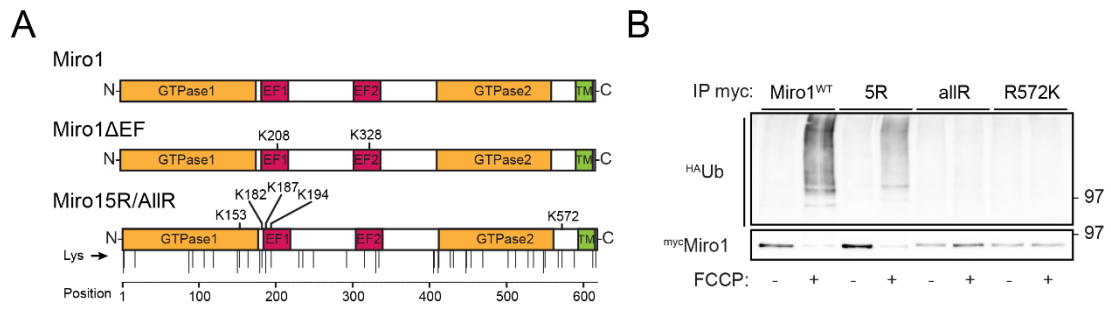 A
Miro1
N- GTPase1 EF1 EF2 GTPase2 TM -C
Miro1ΔEF
K208 K328
N- GTPase1 EF1 EF2 GTPase2 TM -C
Miro15R/AllR
K153 K182 K187 K194 K572
N- GTPase1 EF1 EF2 GTPase2 TM -C
Lys
Position 1 100 200 300 400 500 600
B
IP myc: Miro1WT 5R allR R572K
HAUb
97
97
mycMiro1
FCCP: - + - + - + - +